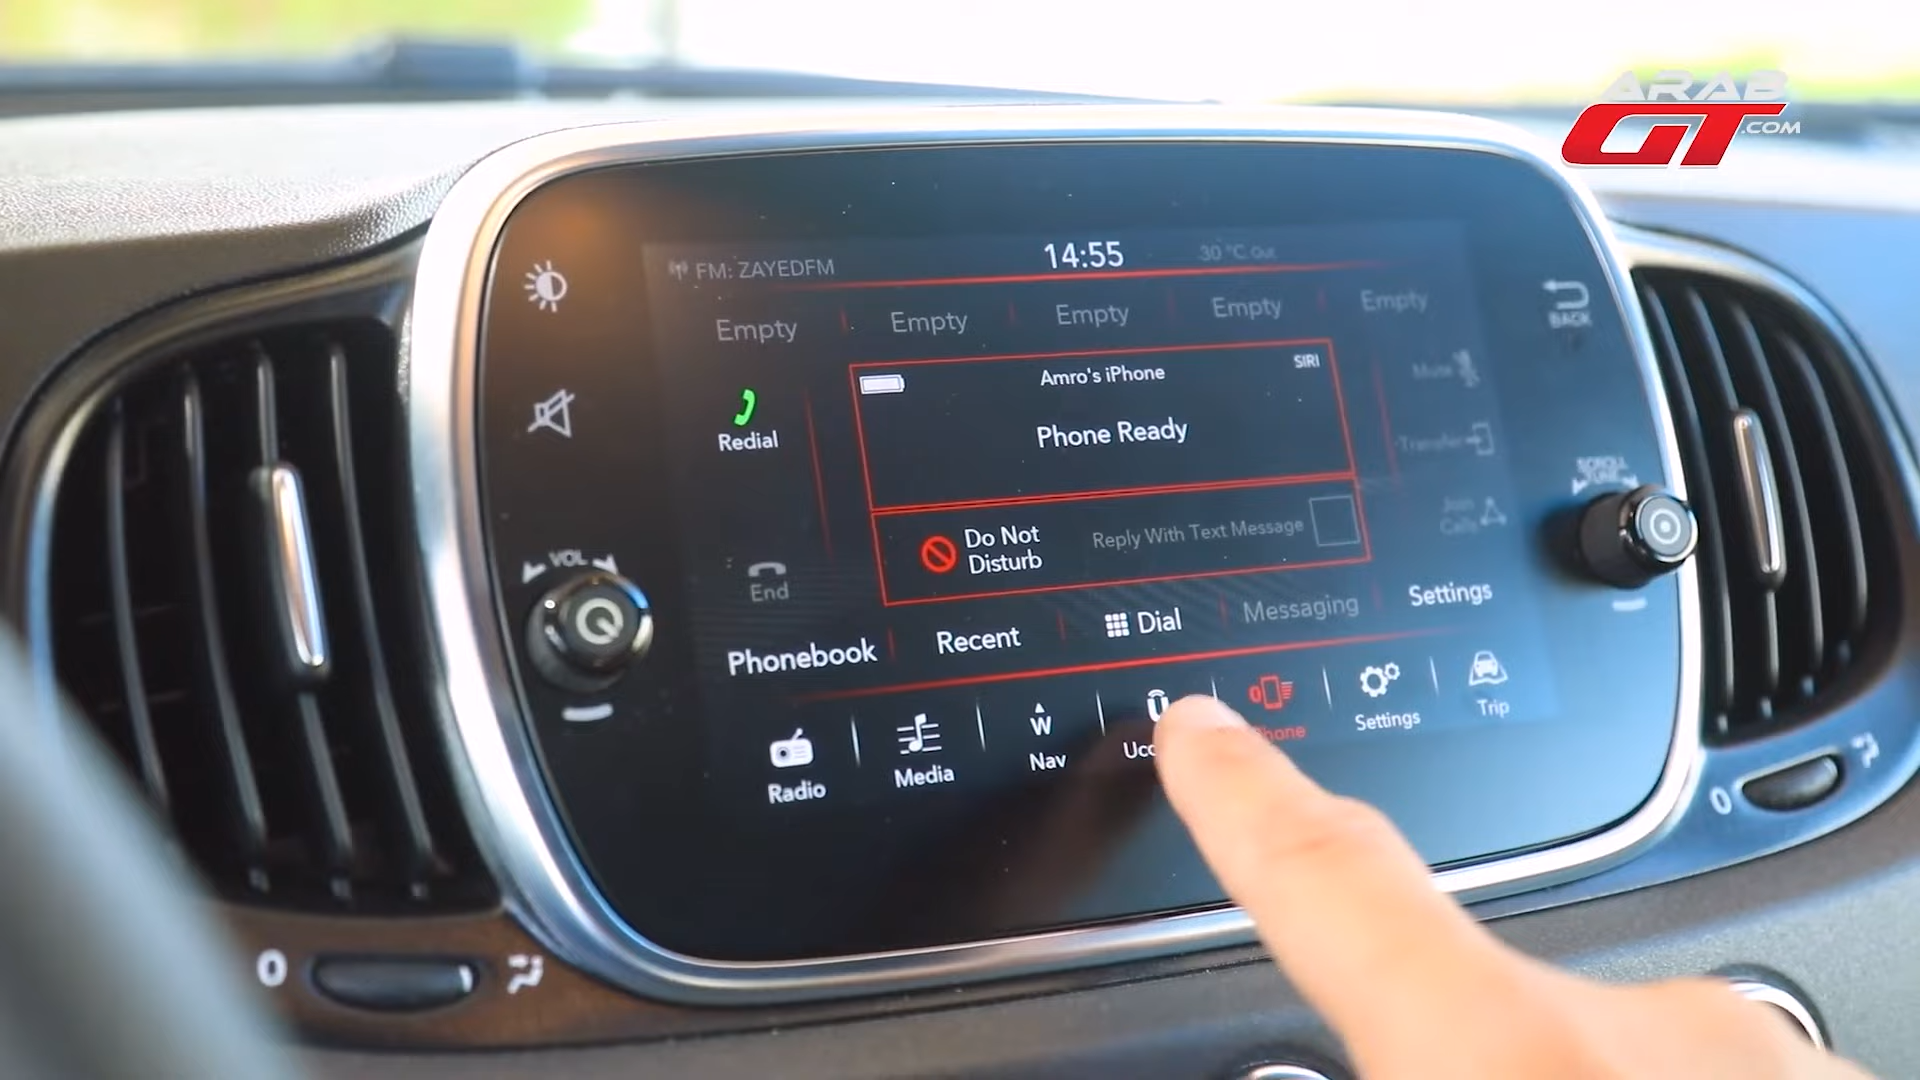 ARAB
GT.COM
FM: ZAYEDFM
14:55
30 °C Out
Empty
Empty
Empty
Empty
Empty
BACK
Amro's iPhone
SIRI
Phone Ready
Redial
Mute
Transfer
Join
Calls
SCROLL
TUNE
Do Not
Disturb
Reply With Text Message
End
VOL
Phonebook
Recent
Dial
Messaging
Settings
Radio
Media
W
Nav
Settings
Trip
0
0